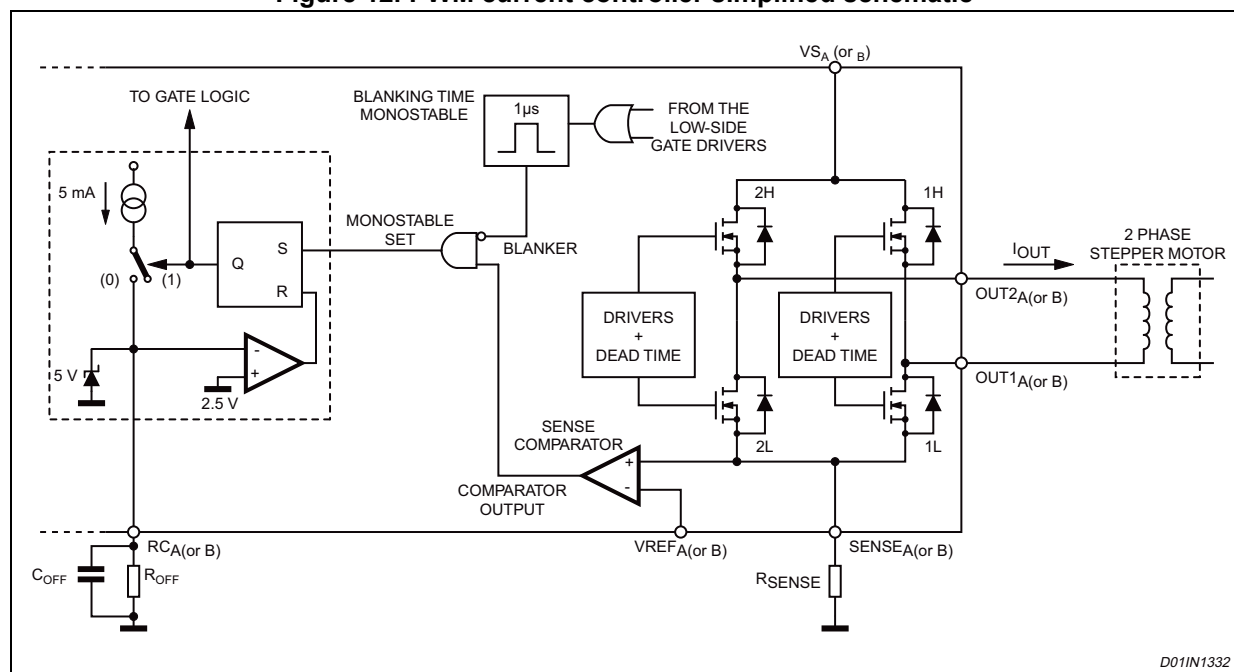 Figure 12. PWM current controller simplified schematic
VSA (or B)
TO GATE LOGIC
BLANKING TIME
MONOSTABLE
1µs
FROM THE
LOW-SIDE
GATE DRIVERS
5 mA
2H
1H
MONOSTABLE
SET
BLANKER
Q
S
R
(0)
(1)
IOUT
2 PHASE
STEPPER MOTOR
OUT2A(or B)
DRIVERS
+
DEAD TIME
DRIVERS
+
DEAD TIME
OUT1A(or B)
5 V
-
+
2.5 V
2L
1L
SENSE
COMPARATOR
+
-
COMPARATOR
OUTPUT
RCA(or B)
VREFA(or B)
SENSEA(or B)
COFF
ROFF
RSENSE
D01IN1332